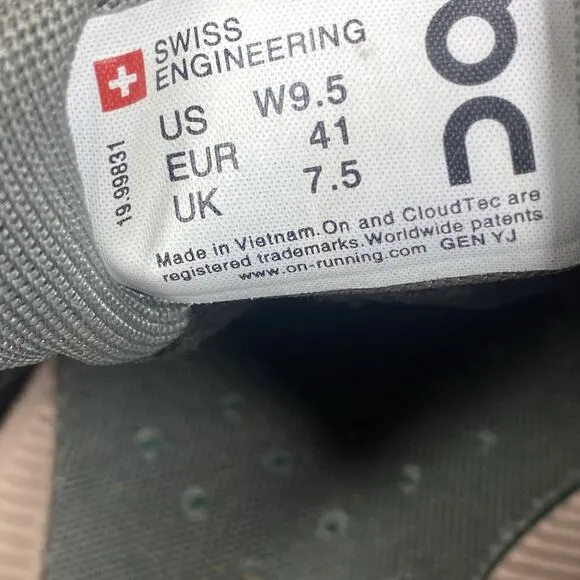 SWISS
ENGINEERING
US W9.5
EUR 41
UK 7.5
19.99831
on
Made in Vietnam.On and CloudTec are
registered trademarks.Worldwide patents
www.on-running.com GEN YJ